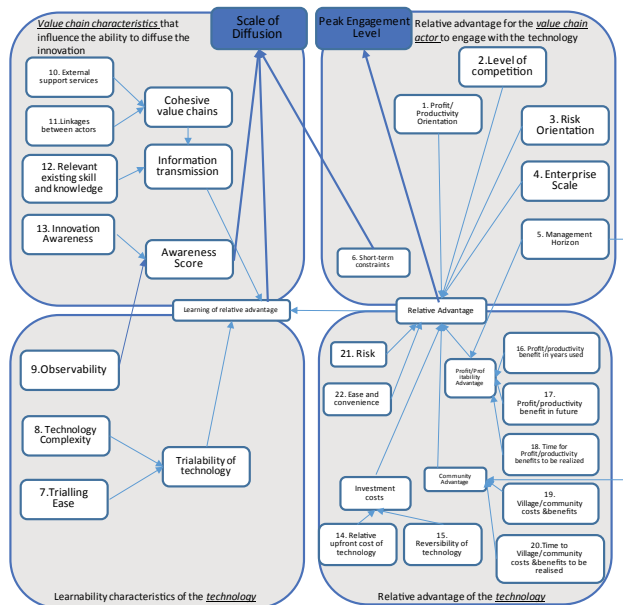 Value chain characteristics that
influence the ability to diffuse the
innovation
Scale of
Diffusion
Peak Engagement
Level
Relative advantage for the value chain
actor to engage with the technology
10. External
support services
11.Linkages
between actors
12. Relevant
existing skill and
knowledge
13. Innovation
Awareness
Cohesive
value chains
Information
transmission
Awareness
Score
1. Profit/
Productivity
Orientation
2.Level of
competition
3. Risk
Orientation
4. Enterprise
Scale
5. Management
Horizon
6. Short-term
constraints
Learning of relative advantage
Relative Advantage
9.Observability
8. Technology
Complexity
7.Trialling
Ease
Trialability of
technology
21. Risk
22. Ease and
convenience
Profit/Prof
itability
Advantage
16. Profit/productivity
benefit in years used
17.
Profit/productivity
benefit in future
18. Time for
Profit/productivity
benefits to be realized
Investment
costs
Community
Advantage
19.
Village/community
costs &benefits
14. Relative
upfront cost of
technology
15.
Reversibility of
technology
20.Time to
Village/community
costs &benefits to be
realised
Learnability characteristics of the technology
Relative advantage of the technology